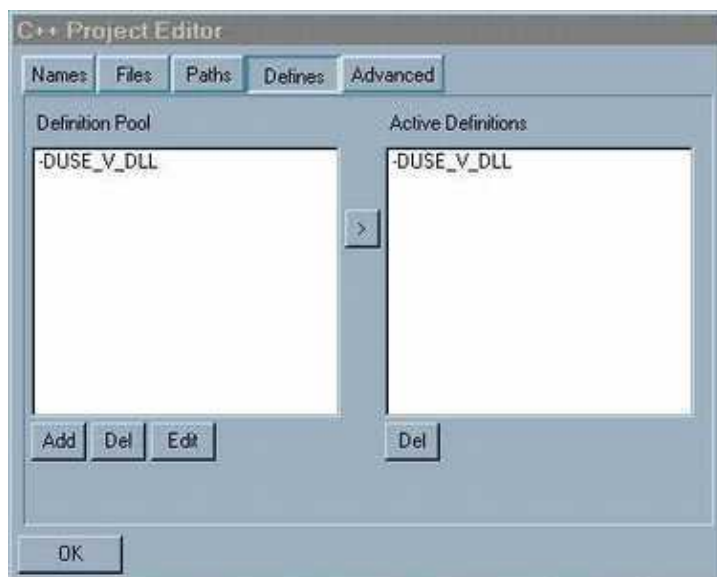 C++ Project Editor
Names Files Paths Defines Advanced
Definition Pool Active Definitions
-DUSE_V_DLL -DUSE_V_DLL
>
Add Del Edit Del
OK